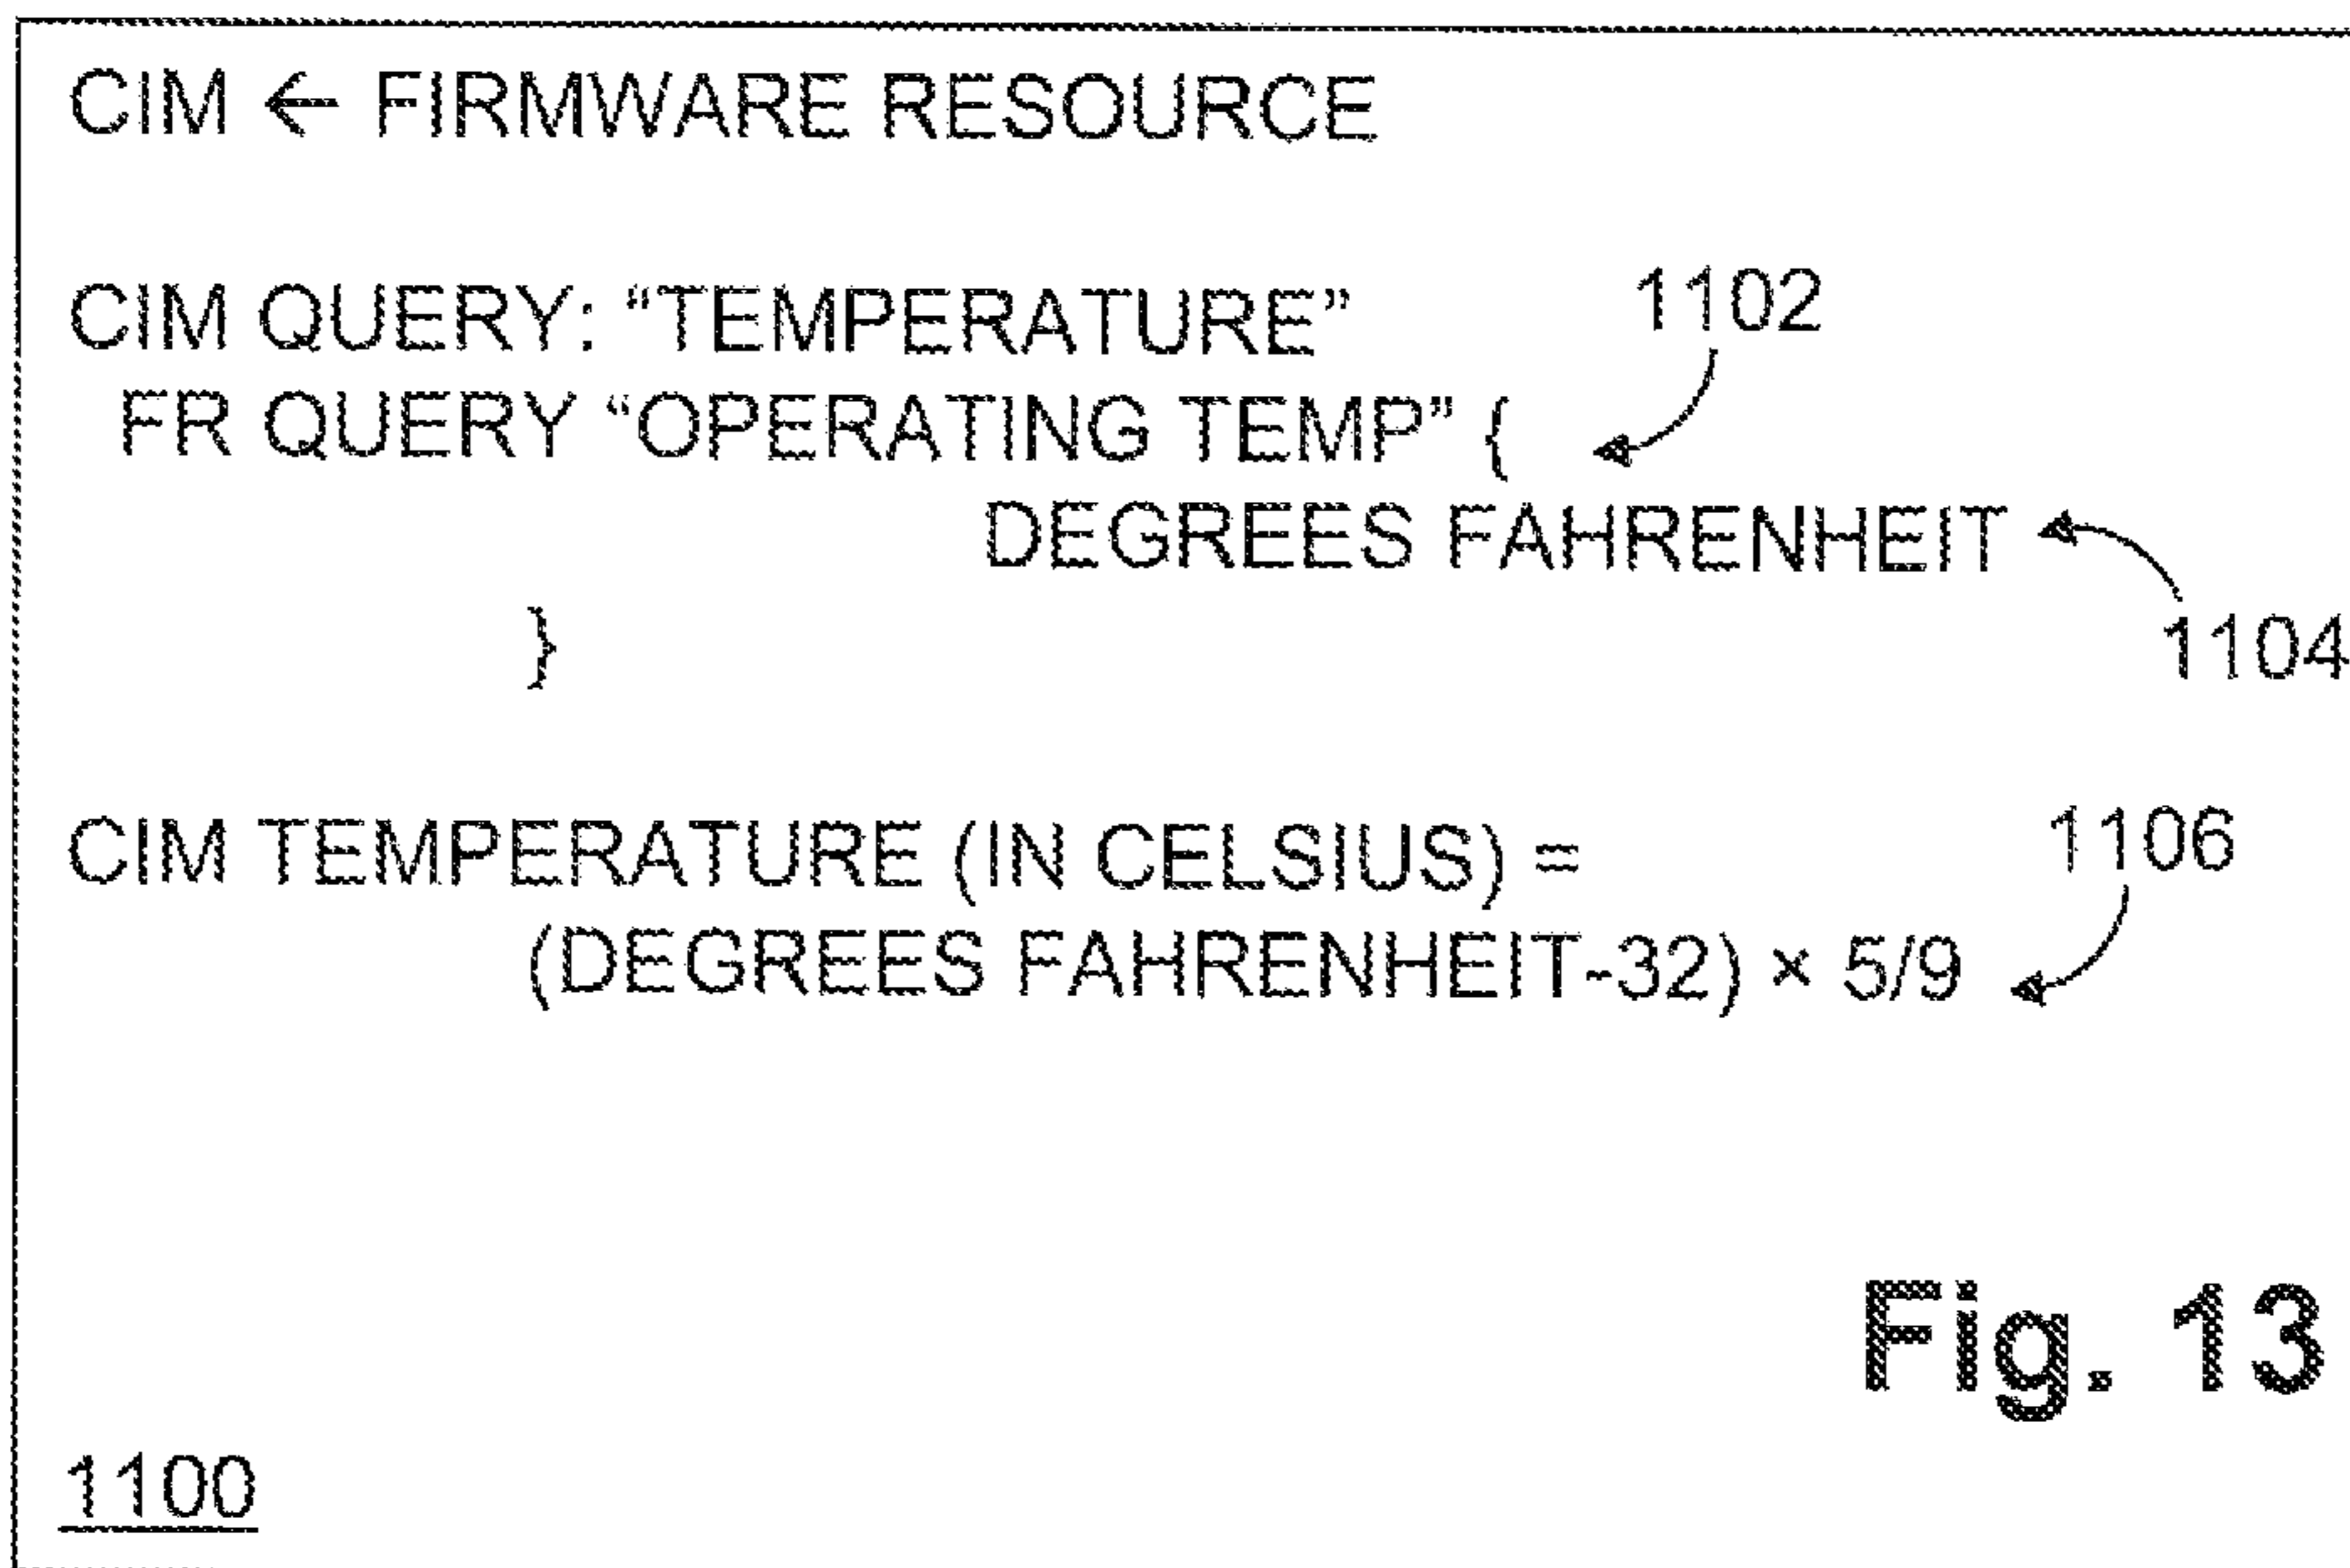 CIM ← FIRMWARE RESOURCE
CIM QUERY: “TEMPERATURE”
1102
FR QUERY “OPERATING TEMP” {
DEGREES FAHRENHEIT
}
1104
CIM TEMPERATURE (IN CELSIUS) =
1106
(DEGREES FAHRENHEIT-32) × 5/9
Fig. 13
1100